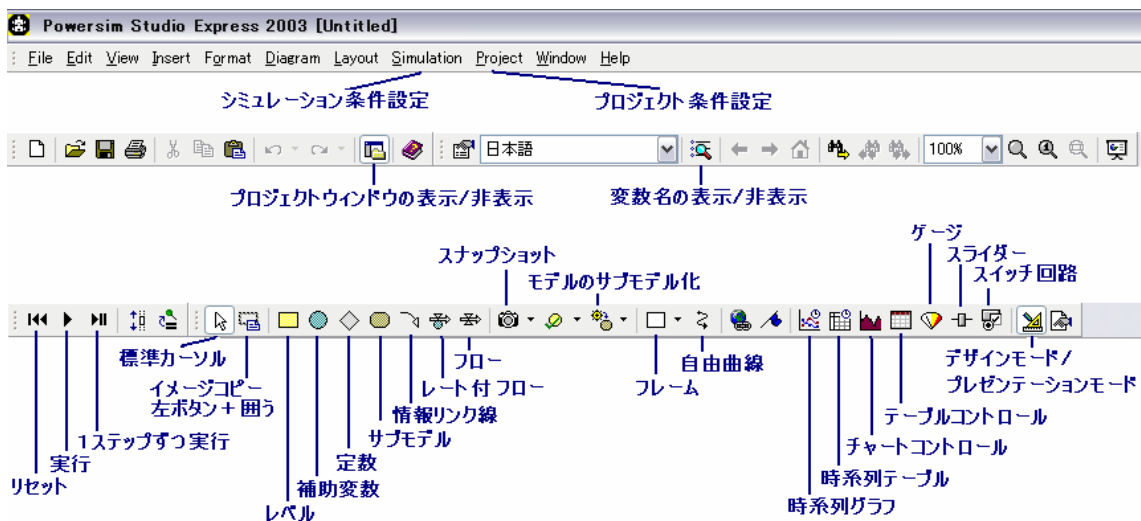 Powersim Studio Express 2003 [Untitled]
File Edit View Insert Format Diagram Layout Simulation Project Window Help
シミュレーション条件設定
プロジェクト条件設定
日本語
100%
プロジェクトウィンドウの表示/非表示
変数名の表示/非表示
ゲージ
スナップショット
スライダー
モデルのサブモデル化
スイッチ回路
標準カーソル
フロー
自由曲線
デザインモード/
プレゼンテーションモード
イメージコピー
左ボタン+囲う
レート付フロー
フレーム
情報リンク線
テーブルコントロール
1ステップずつ実行
サブモデル
チャートコントロール
実行
定数
時系列テーブル
リセット
補助変数
時系列グラフ
レベル